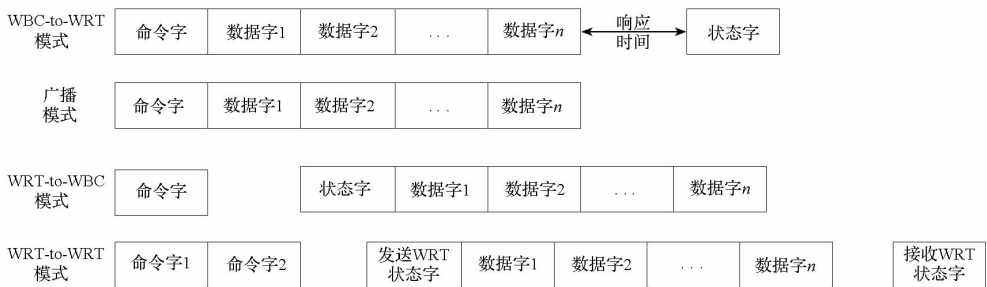 WBC-to-WRT
模式
命令字 数据字1 数据字2 ... 数据字n
响应
时间
状态字
广播
模式
命令字 数据字1 数据字2 ... 数据字n
WRT-to-WBC
模式
命令字 状态字 数据字1 数据字2 ... 数据字n
WRT-to-WRT
模式
命令字1 命令字2
发送WRT
状态字
数据字1 数据字2 ... 数据字n
接收WRT
状态字